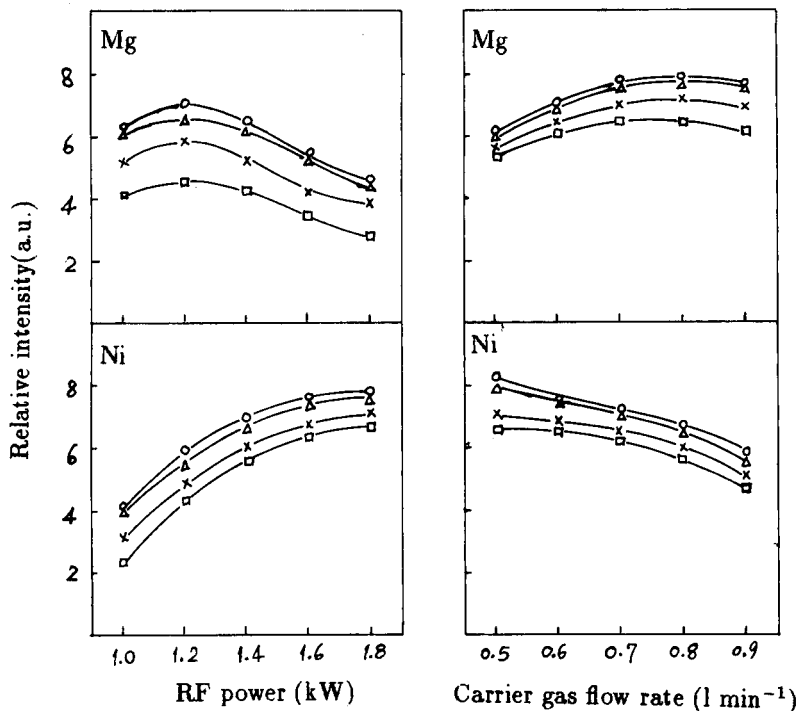 Mg
8
6
4
2
Mg
Ni
8
6
4
2
Ni
Relative intensity(a.u.)
1.0 1.2 1.4 1.6 1.8
0.5 0.6 0.7 0.8 0.9
RF power (kW)
Carrier gas flow rate (l min⁻¹)